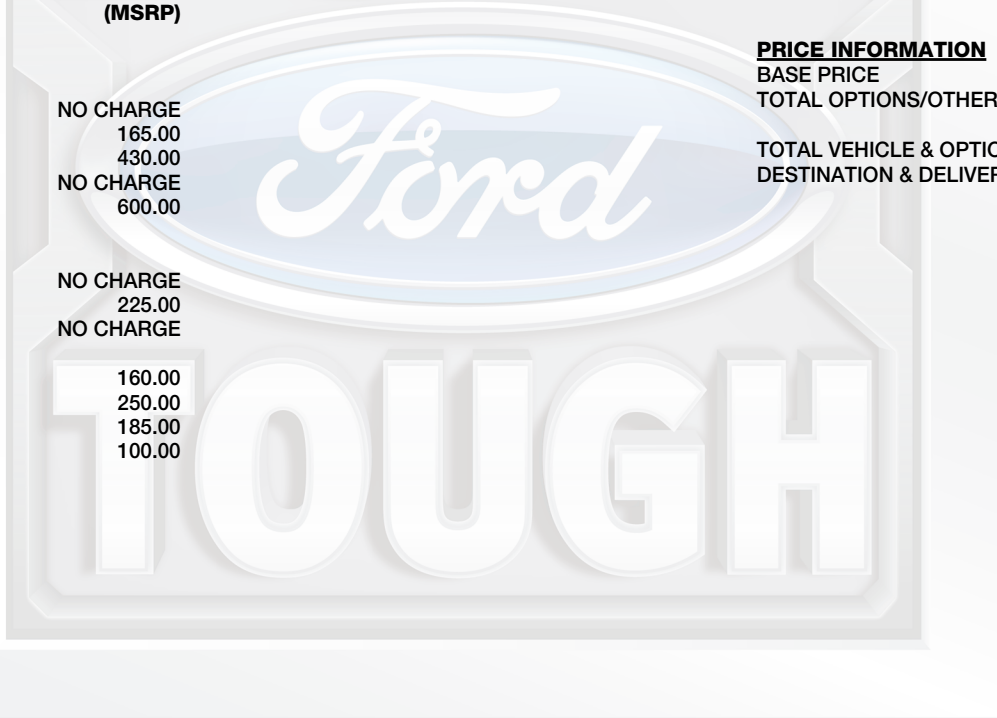 (MSRP)
NO CHARGE
165.00
430.00
NO CHARGE
600.00
NO CHARGE
225.00
NO CHARGE
160.00
250.00
185.00
100.00
PRICE INFORMATION
BASE PRICE
TOTAL OPTIONS/OTHER
TOTAL VEHICLE & OPTIO
DESTINATION & DELIVER
Ford
TOUGH